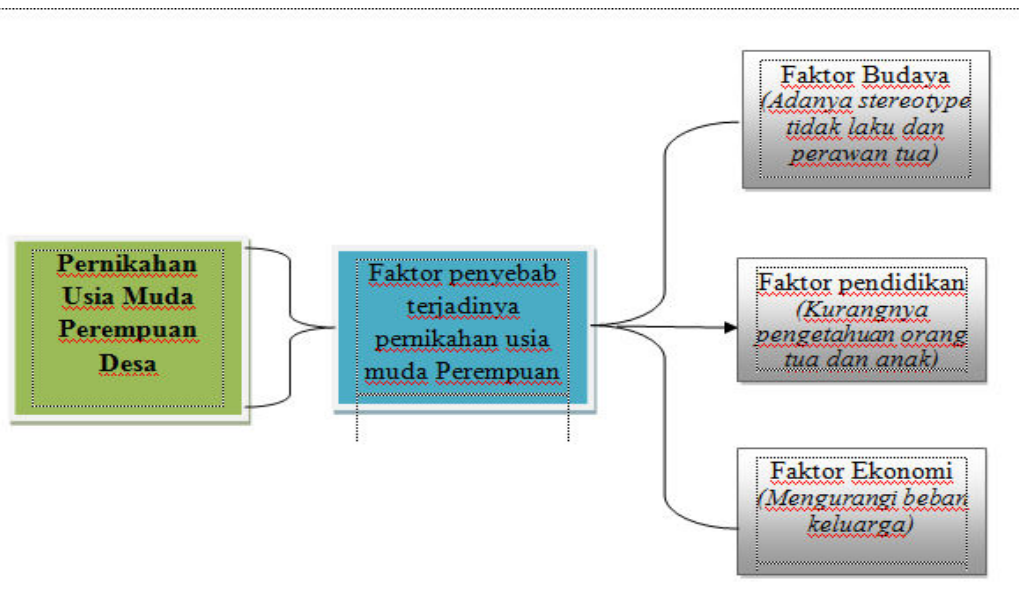 Pernikahan
Usia Muda
Perempuan
Desa
Faktor penyebab
terjadinya
pernikahan usia
muda Perempuan
Faktor Budaya
(Adanya stereotype
tidak laku dan
perawan tua)
Faktor pendidikan
(Kurangnya
pengetahuan orang
tua dan anak)
Faktor Ekonomi
(Mengurangi beban
keluarga)